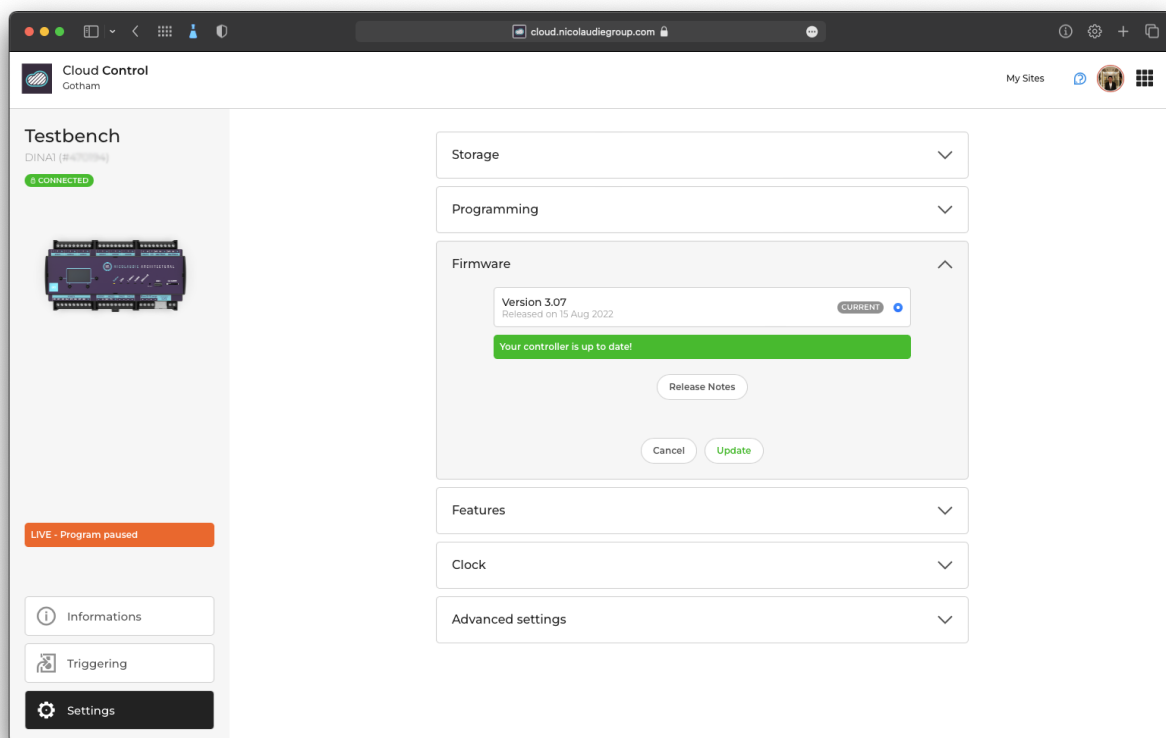 cloud.nicolaudiegroup.com
Cloud Control
Gotham
My Sites
Testbench
DINA1 (#
CONNECTED
NICOLAUDIE ARCHITECTURAL
LIVE - Program paused
Informations
Triggering
Settings
Storage
Programming
Firmware
Version 3.07
CURRENT
Released on 15 Aug 2022
Your controller is up to date!
Release Notes
Cancel
Update
Features
Clock
Advanced settings